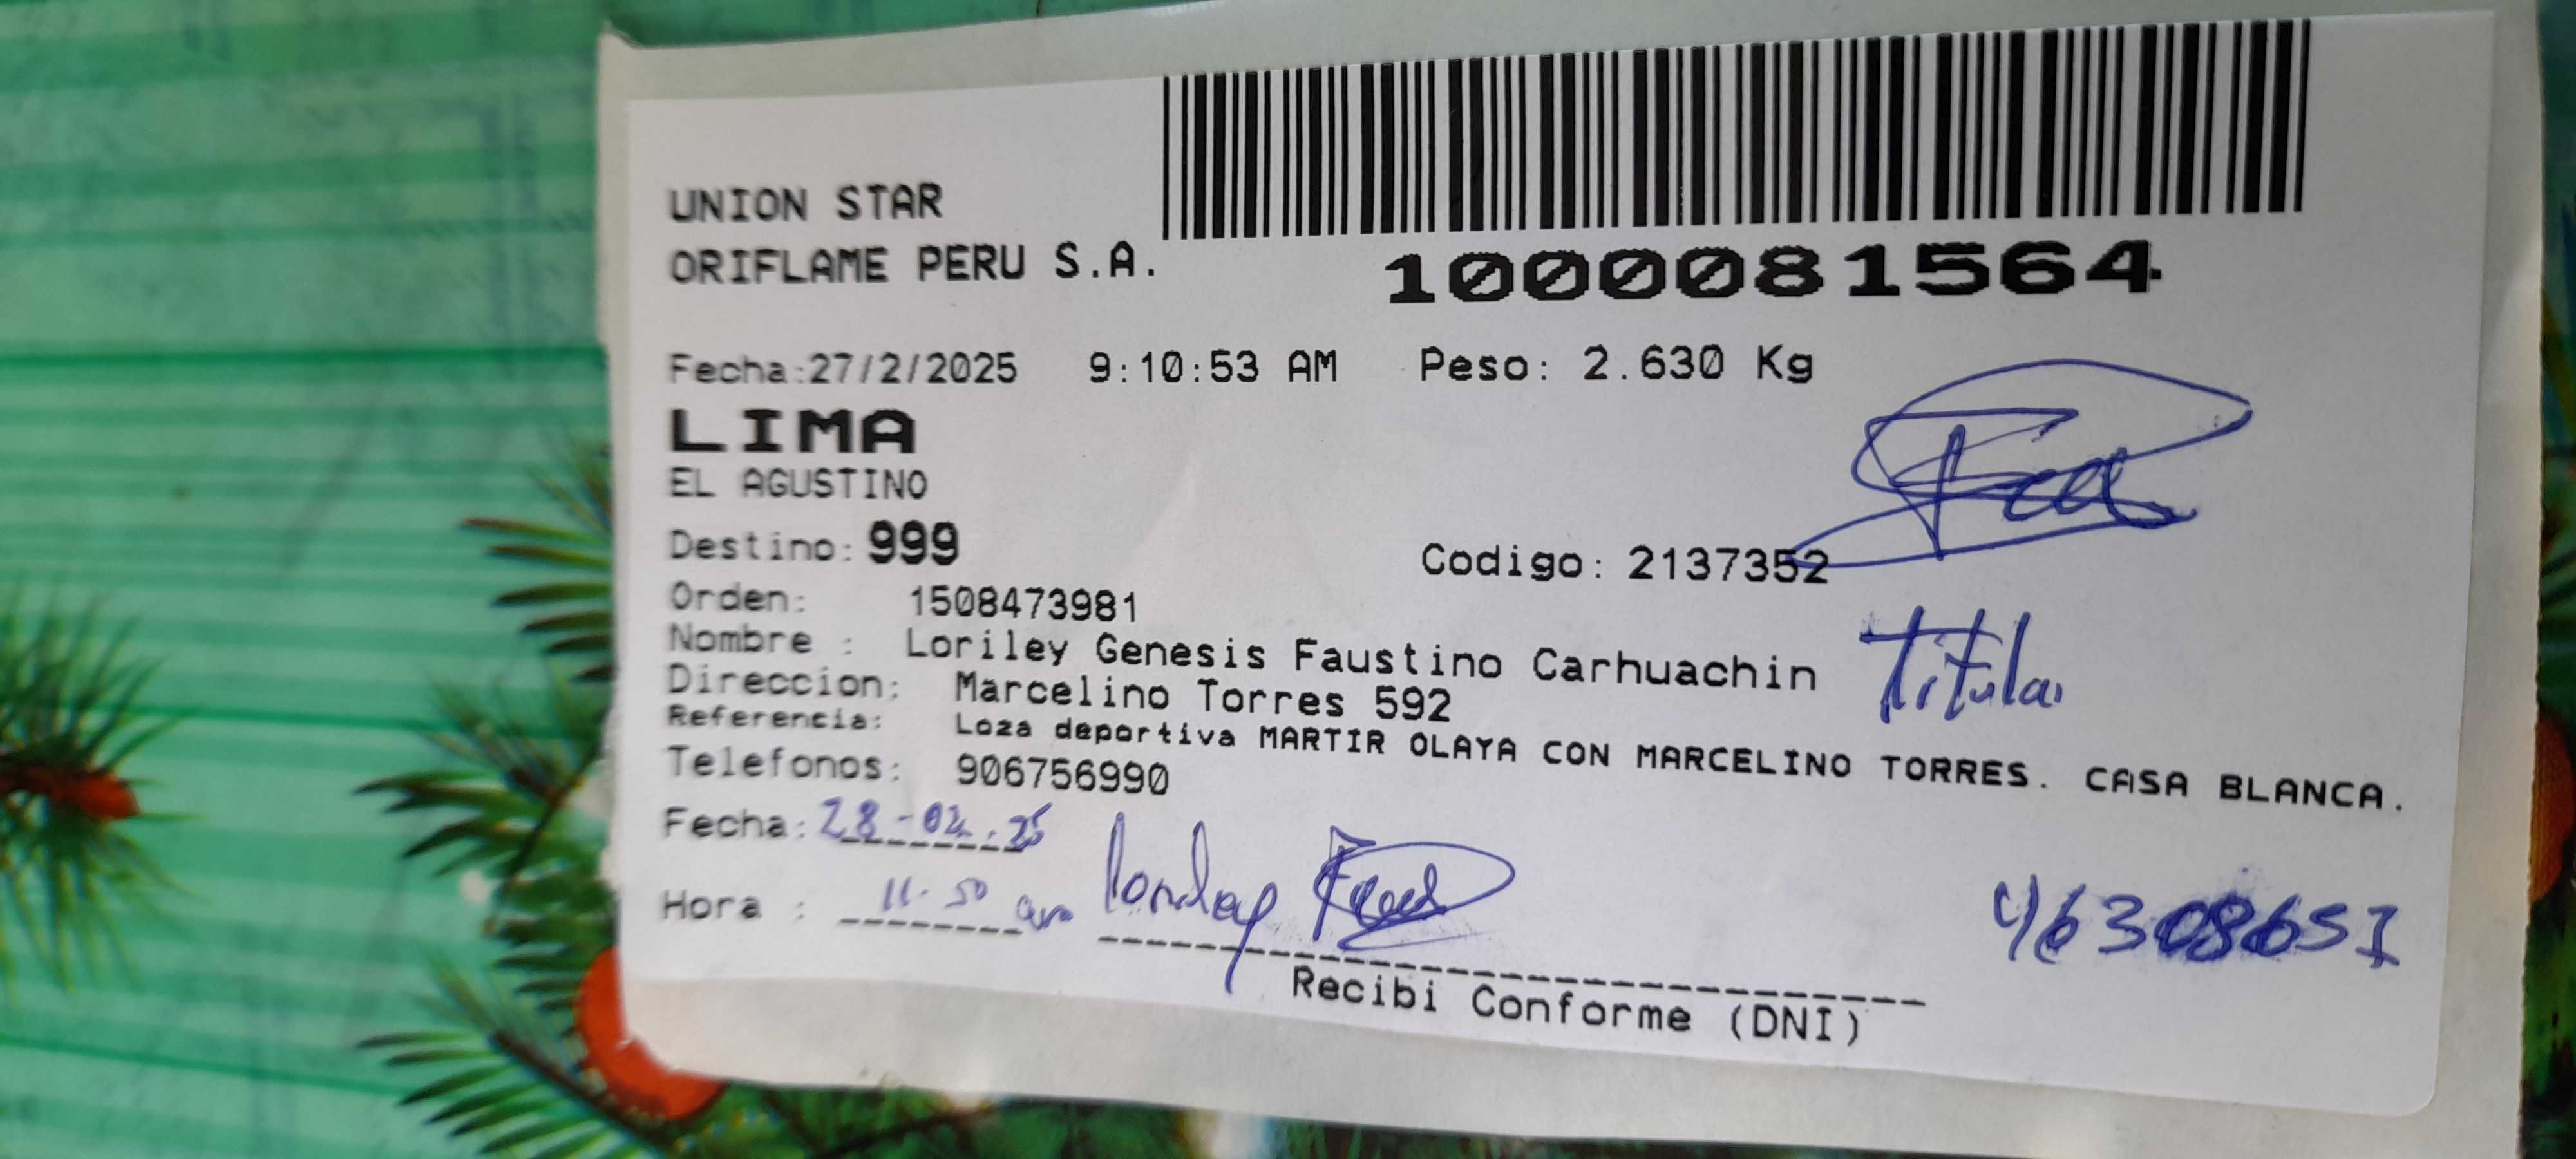 UNION STAR
ORIFLAME PERU S.A.
1000081564
Fecha:27/2/2025 9:10:53 AM Peso: 2.630 Kg
LIMA
EL AGUSTINO
Destino: 999
Codigo: 2137352
Orden: 1508473981
Nombre : Loriley Genesis Faustino Carhuachin Titular
Direccion: Marcelino Torres 592
Referencia: Loza deportiva MARTIR OLAYA CON MARCELINO TORRES. CASA BLANCA.
Telefonos: 906756990
Fecha: 28-02.25
Hora : 11.50 am
Recibi Conforme (DNI)